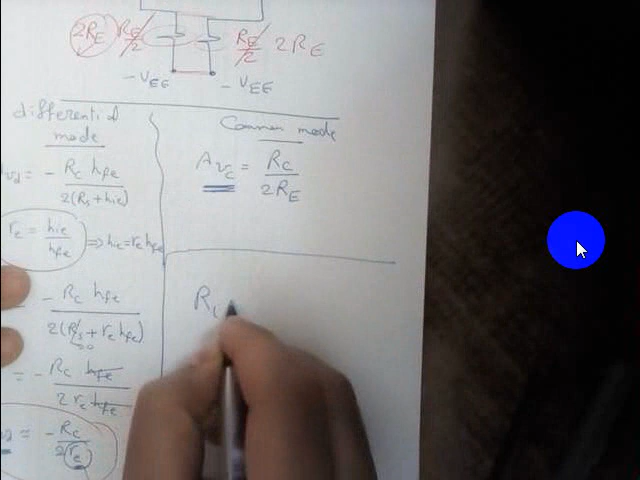 2RE RE/2 RE/2 2RE
-VEE -VEE
differential
mode
Avd = - RC hfe / 2(Rs + hie)
re = hie / hfe => hie = re hfe
- RC hfe / 2(Rs + re hfe)
= - RC hfe / 2 re hfe
= -RC / 2 re
Common mode
AvC = RC / 2RE
R